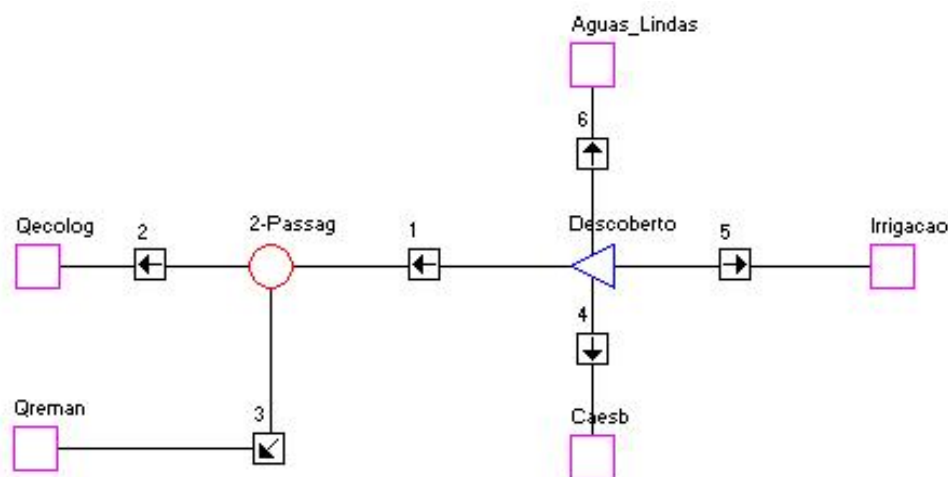 Aguas_Lindas
6
Qecolog
2
2-Passag
1
Descoberto
5
Irrigacao
4
Qreman
3
Caesb